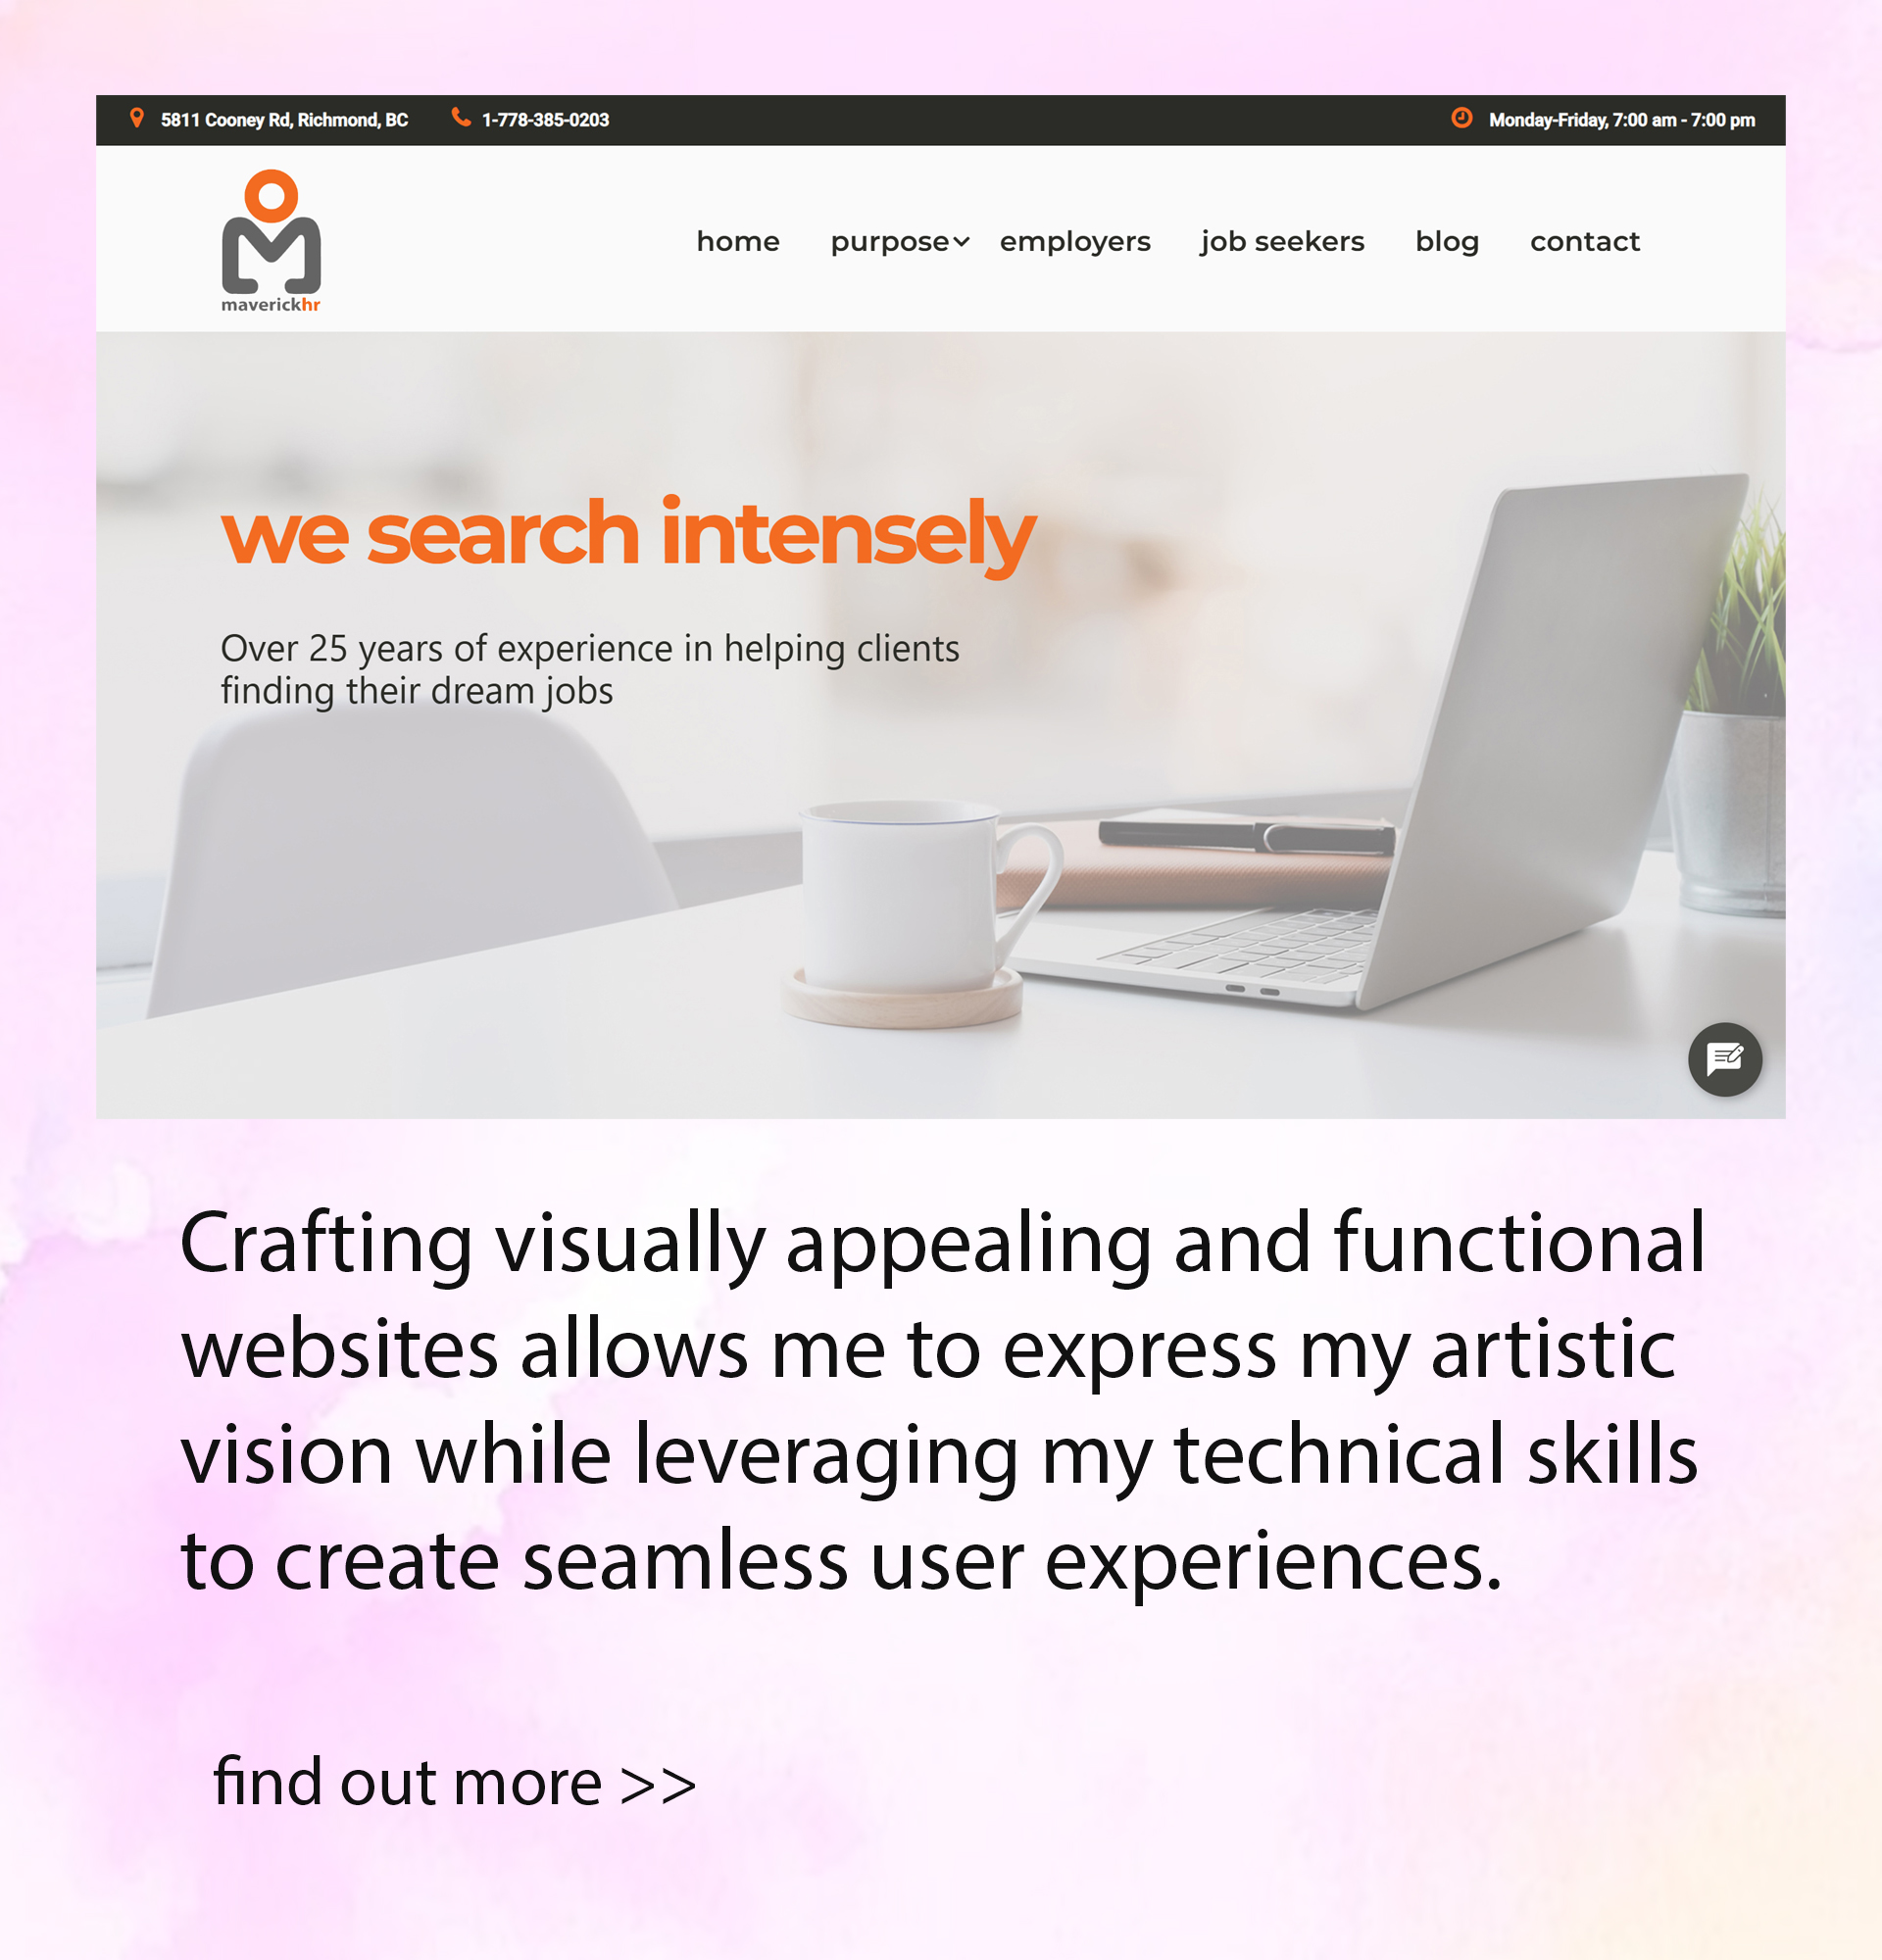 5811 Cooney Rd, Richmond, BC 1-778-385-0203 Monday-Friday, 7:00 am - 7:00 pm
maverickhr
home purpose employers job seekers blog contact
we search intensely
Over 25 years of experience in helping clients
finding their dream jobs
Crafting visually appealing and functional
websites allows me to express my artistic
vision while leveraging my technical skills
to create seamless user experiences.
find out more >>